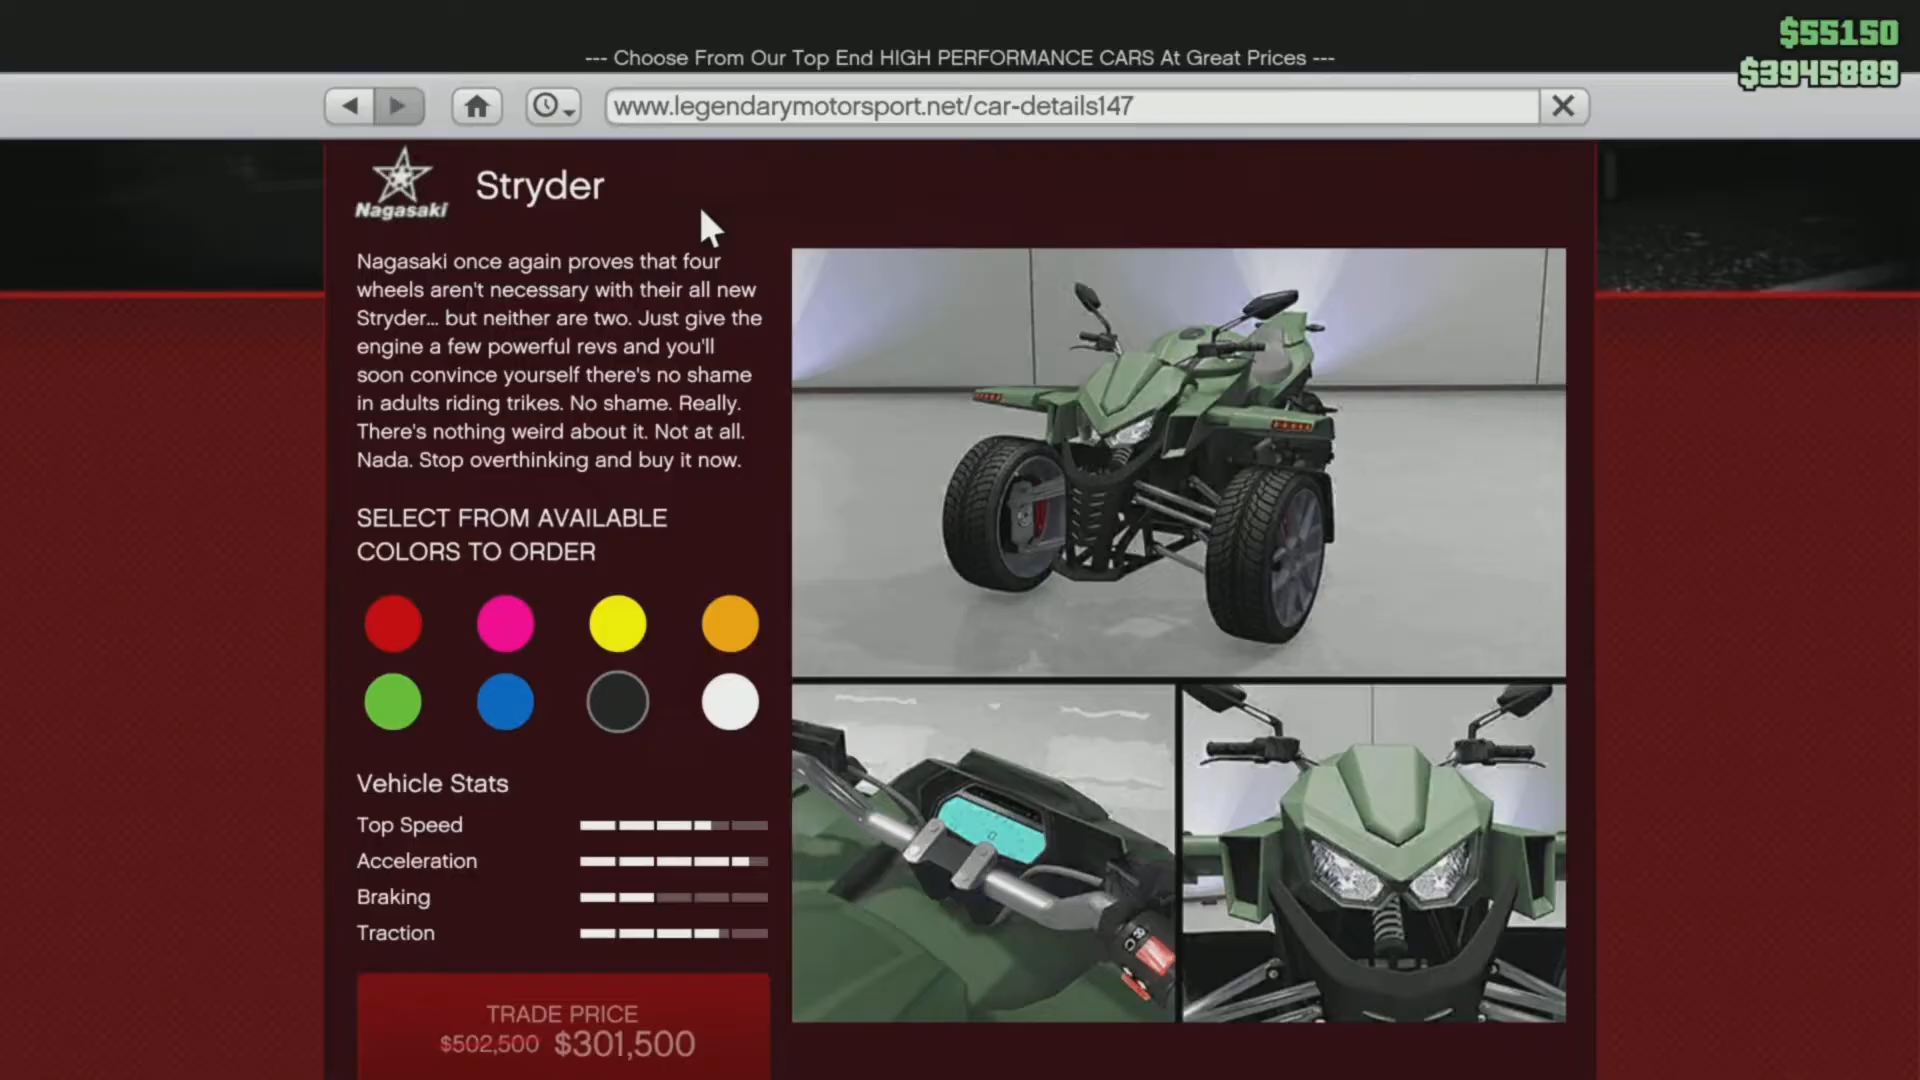 $55150
$3945889
--- Choose From Our Top End HIGH PERFORMANCE CARS At Great Prices ---
www.legendarymotorsport.net/car-details147
Nagasaki
Stryder
Nagasaki once again proves that four
wheels aren't necessary with their all new
Stryder... but neither are two. Just give the
engine a few powerful revs and you'll
soon convince yourself there's no shame
in adults riding trikes. No shame. Really.
There's nothing weird about it. Not at all.
Nada. Stop overthinking and buy it now.
SELECT FROM AVAILABLE
COLORS TO ORDER
Vehicle Stats
Top Speed
Acceleration
Braking
Traction
TRADE PRICE
$502,500 $301,500